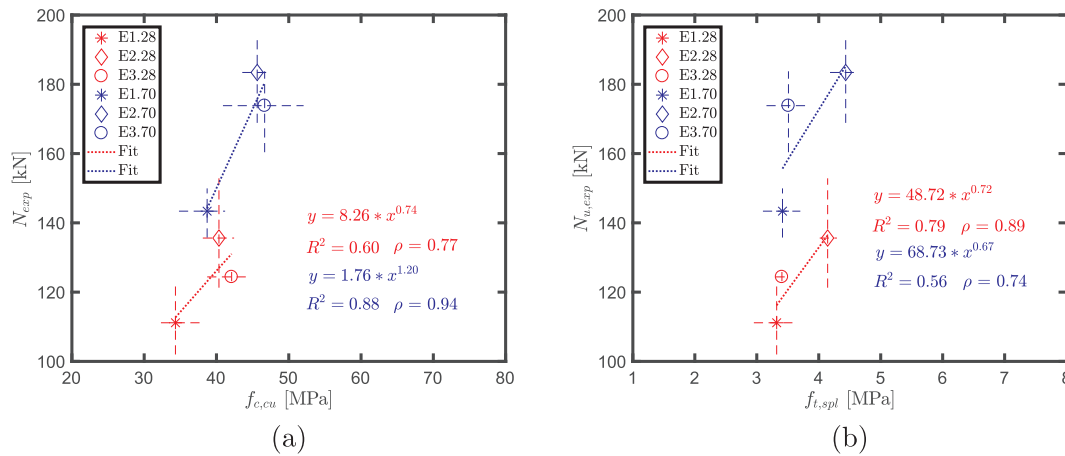 200
180
160
140
120
100
N_exp [kN]
E1.28
E2.28
E3.28
E1.70
E2.70
E3.70
Fit
Fit
y = 8.26 * x^0.74
R² = 0.60 ρ = 0.77
y = 1.76 * x^1.20
R² = 0.88 ρ = 0.94
20 30 40 50 60 70 80
f_c,cu [MPa]
(a)
200
180
160
140
120
100
N_u,exp [kN]
E1.28
E2.28
E3.28
E1.70
E2.70
E3.70
Fit
Fit
y = 48.72 * x^0.72
R² = 0.79 ρ = 0.89
y = 68.73 * x^0.67
R² = 0.56 ρ = 0.74
1 2 3 4 5 6 7 8
f_t,spl [MPa]
(b)